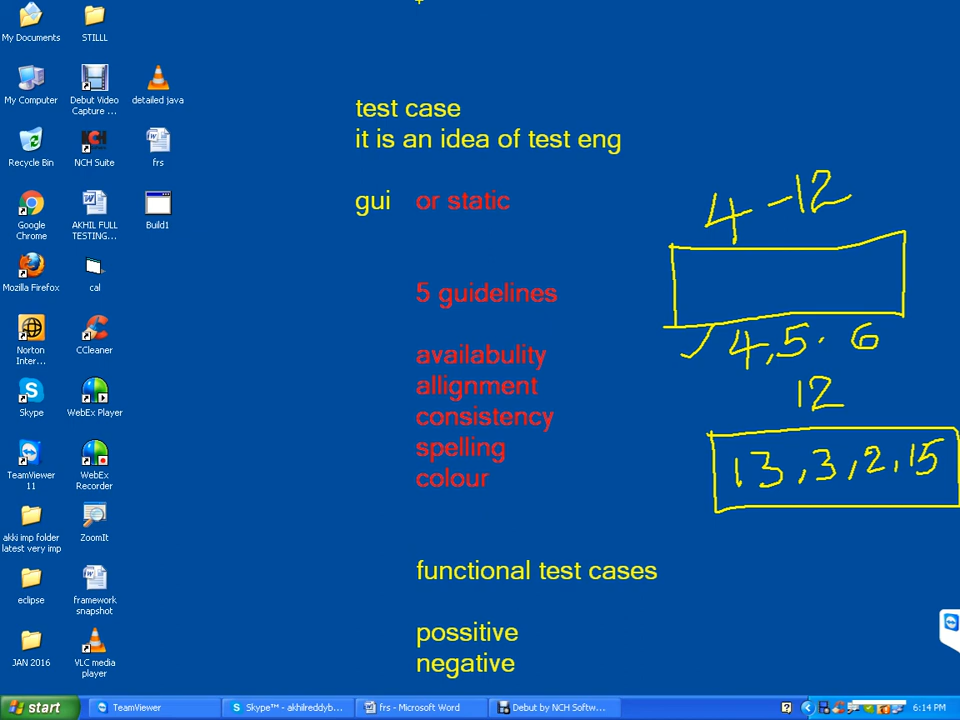 My Documents
STILLL
My Computer
Debut Video
Capture ...
detailed java
Recycle Bin
NCH
NCH Suite
frs
Google
Chrome
AKHIL FULL
TESTING...
Build1
Mozilla Firefox
cal
Norton
Inter...
CCleaner
Skype
WebEx Player
TeamViewer
11
WebEx
Recorder
akki imp folder
latest very imp
ZoomIt
eclipse
framework
snapshot
JAN 2016
VLC media
player
test case
it is an idea of test eng
gui or static
5 guidelines
availabulity
allignment
consistency
spelling
colour
functional test cases
possitive
negative
4 - 12
4,5. 6
12
13,3,2,15
start
TeamViewer
Skype™ - akhilreddyb...
frs - Microsoft Word
Debut by NCH Softw...
6:14 PM